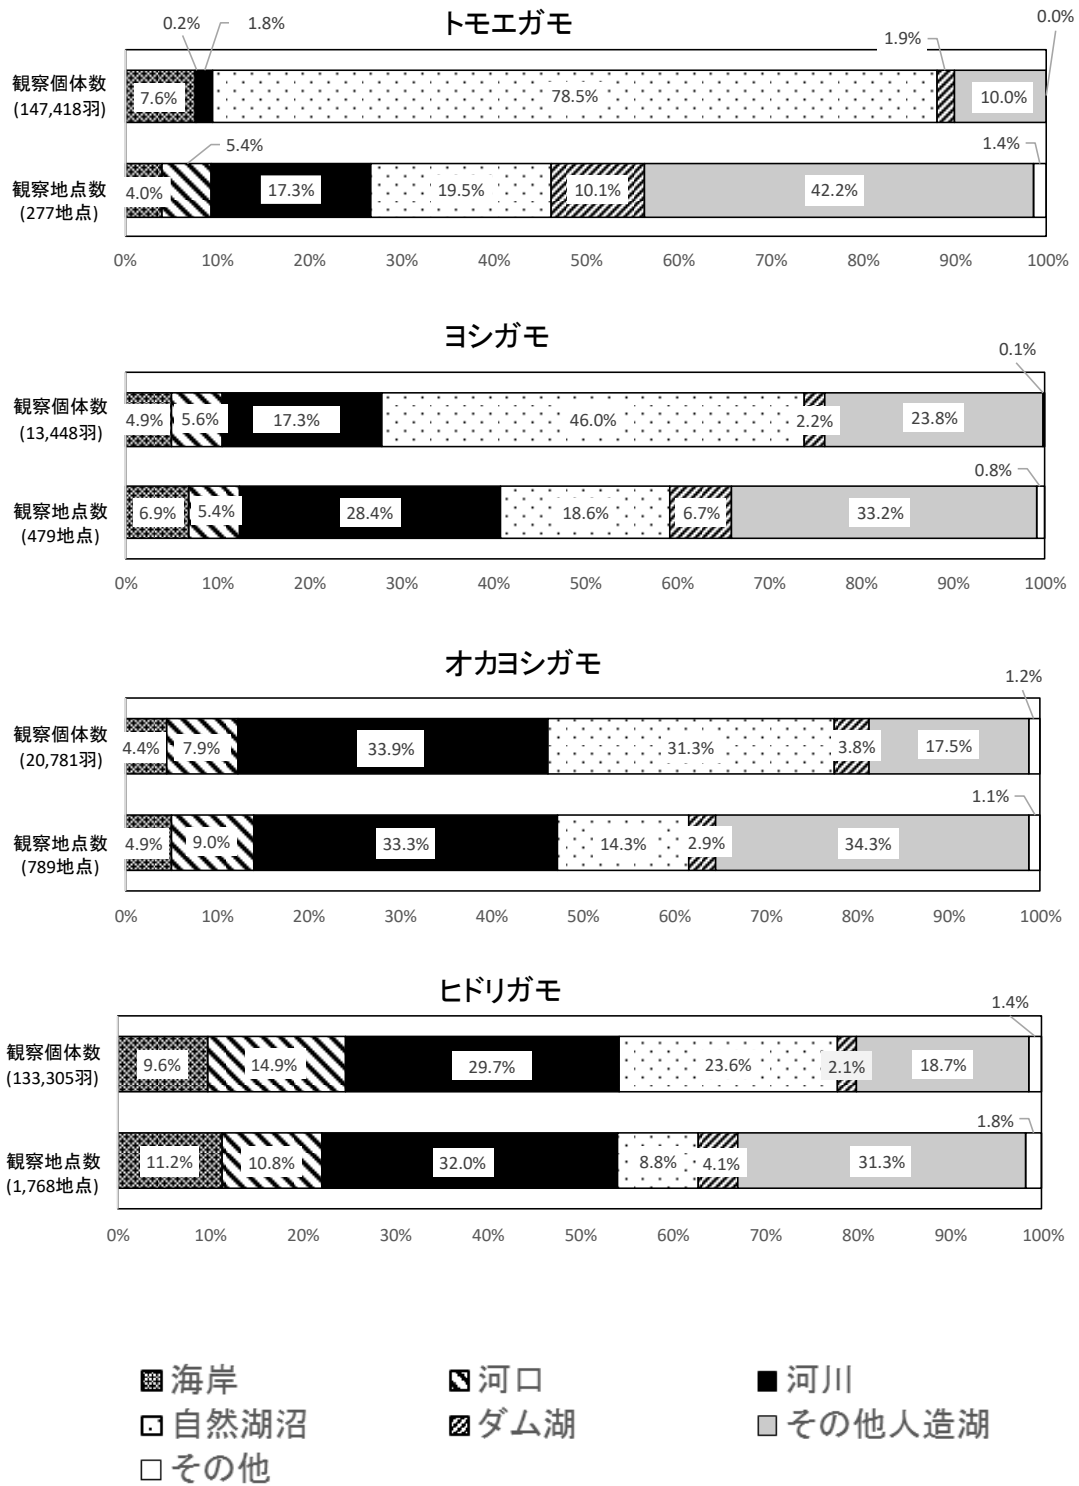 トモエガモ
0.2% 1.8% 1.9% 0.0%
観察個体数
(147,418羽)
7.6% 78.5% 10.0%
5.4% 1.4%
観察地点数
(277地点)
4.0% 17.3% 19.5% 10.1% 42.2%
0% 10% 20% 30% 40% 50% 60% 70% 80% 90% 100%
ヨシガモ
0.1%
観察個体数
(13,448羽)
4.9% 5.6% 17.3% 46.0% 2.2% 23.8%
0.8%
観察地点数
(479地点)
6.9% 5.4% 28.4% 18.6% 6.7% 33.2%
0% 10% 20% 30% 40% 50% 60% 70% 80% 90% 100%
オカヨシガモ
1.2%
観察個体数
(20,781羽)
4.4% 7.9% 33.9% 31.3% 3.8% 17.5%
1.1%
観察地点数
(789地点)
4.9% 9.0% 33.3% 14.3% 2.9% 34.3%
0% 10% 20% 30% 40% 50% 60% 70% 80% 90% 100%
ヒドリガモ
1.4%
観察個体数
(133,305羽)
9.6% 14.9% 29.7% 23.6% 2.1% 18.7%
1.8%
観察地点数
(1,768地点)
11.2% 10.8% 32.0% 8.8% 4.1% 31.3%
0% 10% 20% 30% 40% 50% 60% 70% 80% 90% 100%
海岸 河口 河川
自然湖沼 ダム湖 その他人造湖
その他